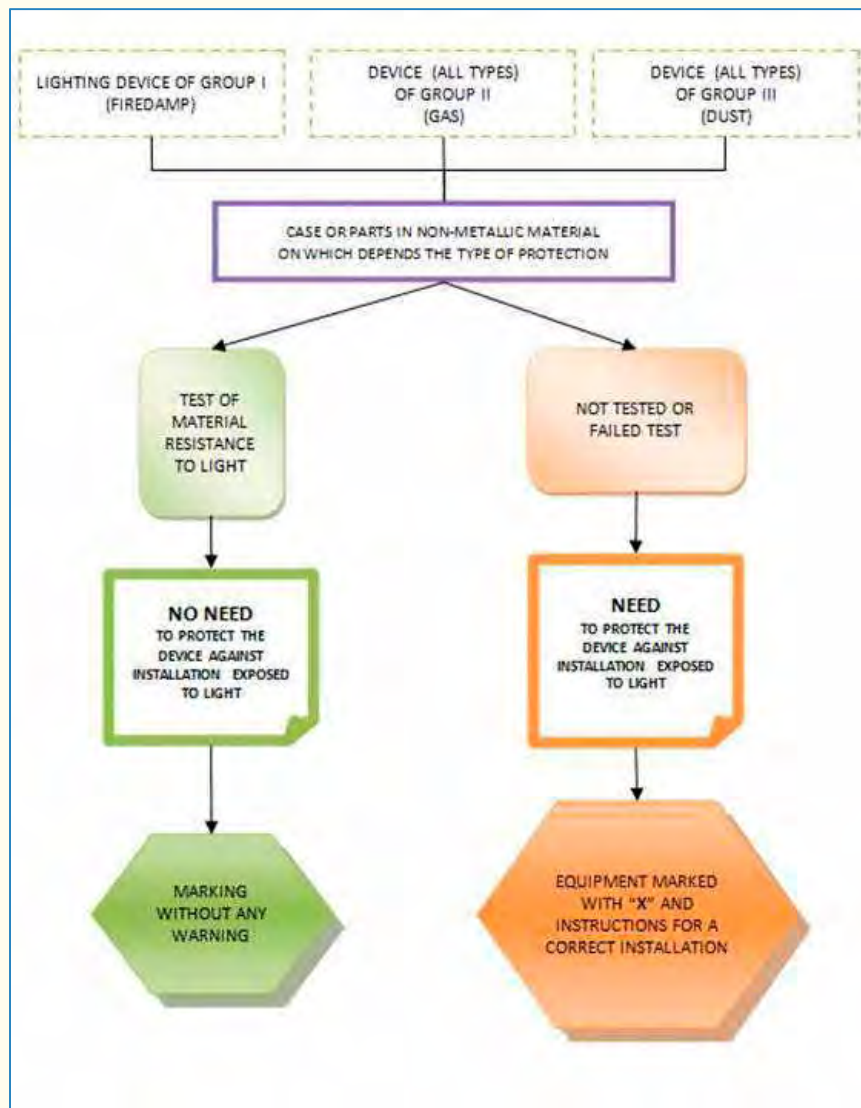 LIGHTING DEVICE OF GROUP I
(FIREDAMP)
DEVICE (ALL TYPES)
OF GROUP II
(GAS)
DEVICE (ALL TYPES)
OF GROUP III
(DUST)
CASE OR PARTS IN NON-METALLIC MATERIAL
ON WHICH DEPENDS THE TYPE OF PROTECTION
TEST OF
MATERIAL
RESISTANCE
TO LIGHT
NOT TESTED OR
FAILED TEST
NO NEED
TO PROTECT THE
DEVICE AGAINST
INSTALLATION EXPOSED
TO LIGHT
NEED
TO PROTECT THE
DEVICE AGAINST
INSTALLATION EXPOSED
TO LIGHT
MARKING
WITHOUT ANY
WARNING
EQUIPMENT MARKED
WITH "X" AND
INSTRUCTIONS FOR A
CORRECT INSTALLATION